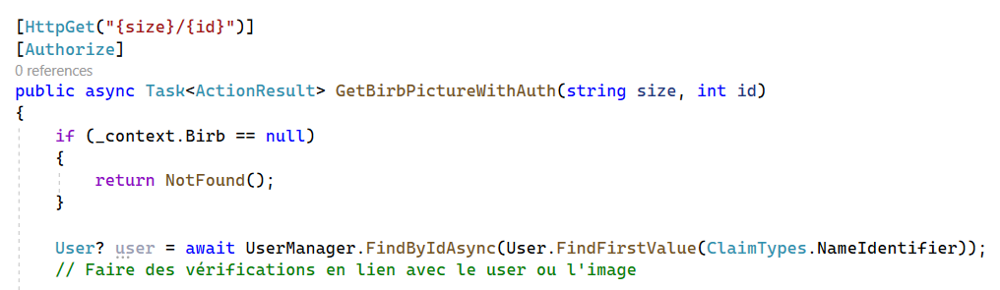 [HttpGet("{size}/{id}")]
[Authorize]
0 references
public async Task<ActionResult> GetBirbPictureWithAuth(string size, int id)
{
if (_context.Birb == null)
{
return NotFound();
}
User? user = await UserManager.FindByIdAsync(User.FindFirstValue(ClaimTypes.NameIdentifier));
// Faire des vérifications en lien avec le user ou l'image